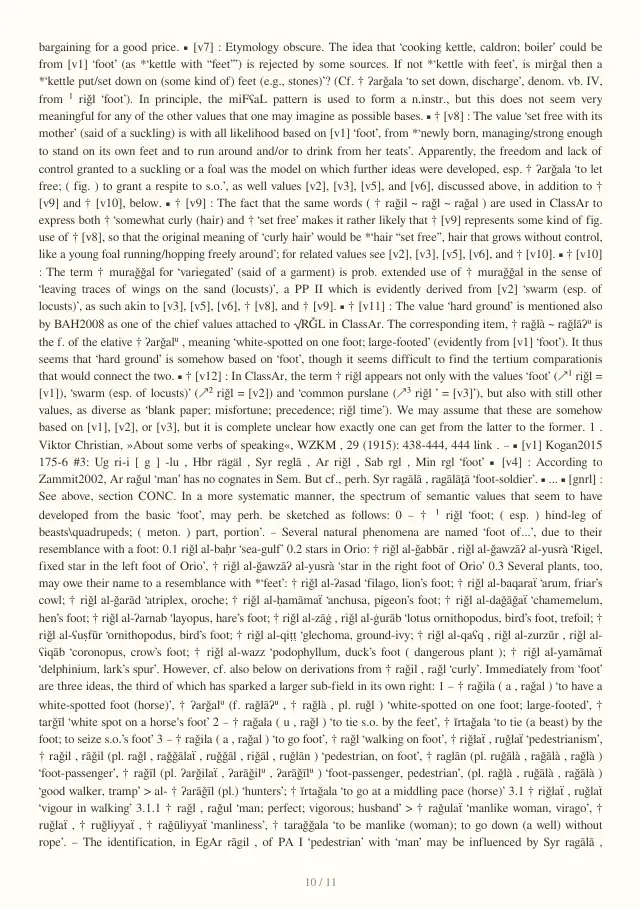 bargaining for a good price. ▪ [v7] : Etymology obscure. The idea that ‘cooking kettle, caldron; boiler’ could be
from [v1] ‘foot’ (as *‘kettle with “feet”’) is rejected by some sources. If not *‘kettle with feet’, is mirǧal then a
*‘kettle put/set down on (some kind of) feet (e.g., stones)’? (Cf. † ʔarǧala ‘to set down, discharge’, denom. vb. IV,
from ¹ riǧl ‘foot’). In principle, the miFʕaL pattern is used to form a n.instr., but this does not seem very
meaningful for any of the other values that one may imagine as possible bases. ▪ † [v8] : The value ‘set free with its
mother’ (said of a suckling) is with all likelihood based on [v1] ‘foot’, from *‘newly born, managing/strong enough
to stand on its own feet and to run around and/or to drink from her teats’. Apparently, the freedom and lack of
control granted to a suckling or a foal was the model on which further ideas were developed, esp. † ʔarǧala ‘to let
free; ( fig. ) to grant a respite to s.o.’, as well values [v2], [v3], [v5], and [v6], discussed above, in addition to †
[v9] and † [v10], below. ▪ † [v9] : The fact that the same words ( † raǧil ~ raǧl ~ raǧal ) are used in ClassAr to
express both † ‘somewhat curly (hair) and † ‘set free’ makes it rather likely that † [v9] represents some kind of fig.
use of † [v8], so that the original meaning of ‘curly hair’ would be *‘hair “set free”, hair that grows without control,
like a young foal running/hopping freely around’; for related values see [v2], [v3], [v5], [v6], and † [v10]. ▪ † [v10]
: The term † muraǧǧal for ‘variegated’ (said of a garment) is prob. extended use of † muraǧǧal in the sense of
‘leaving traces of wings on the sand (locusts)’, a PP II which is evidently derived from [v2] ‘swarm (esp. of
locusts)’, as such akin to [v3], [v5], [v6], † [v8], and † [v9]. ▪ † [v11] : The value ‘hard ground’ is mentioned also
by BAH2008 as one of the chief values attached to √RǦL in ClassAr. The corresponding item, † raǧlà ~ raǧlāʔᵘ is
the f. of the elative † ʔarǧalᵘ , meaning ‘white-spotted on one foot; large-footed’ (evidently from [v1] ‘foot’). It thus
seems that ‘hard ground’ is somehow based on ‘foot’, though it seems difficult to find the tertium comparationis
that would connect the two. ▪ † [v12] : In ClassAr, the term † riǧl appears not only with the values ‘foot’ (↗¹ riǧl =
[v1]), ‘swarm (esp. of locusts)’ (↗² riǧl = [v2]) and ‘common purslane (↗³ riǧl ’ = [v3]’), but also with still other
values, as diverse as ‘blank paper; misfortune; precedence; riǧl time’). We may assume that these are somehow
based on [v1], [v2], or [v3], but it is complete unclear how exactly one can get from the latter to the former. 1 .
Viktor Christian, »About some verbs of speaking«, WZKM , 29 (1915): 438-444, 444 link . – ▪ [v1] Kogan2015
175-6 #3: Ug ri-i [ g ] -lu , Hbr rägäl , Syr reglā , Ar riǧl , Sab rgl , Min rgl ‘foot’ ▪ [v4] : According to
Zammit2002, Ar raǧul ‘man’ has no cognates in Sem. But cf., perh. Syr ragālā , ragālāṯā ‘foot-soldier’. ▪ ... ▪ [gnrl] :
See above, section CONC. In a more systematic manner, the spectrum of semantic values that seem to have
developed from the basic ‘foot’, may perh. be sketched as follows: 0 – † ¹ riǧl ‘foot; ( esp. ) hind-leg of
beasts\quadrupeds; ( meton. ) part, portion’. – Several natural phenomena are named ‘foot of…’, due to their
resemblance with a foot: 0.1 riǧl al-baḥr ‘sea-gulf’ 0.2 stars in Orio: † riǧl al-ǧabbār , riǧl al-ǧawzāʔ al-yusrà ‘Rigel,
fixed star in the left foot of Orio’, † riǧl al-ǧawzāʔ al-yusrà ‘star in the right foot of Orio’ 0.3 Several plants, too,
may owe their name to a resemblance with *‘feet’: † riǧl al-ʔasad ‘filago, lion’s foot; † riǧl al-baqaraẗ ‘arum, friar’s
cowl; † riǧl al-ǧarād ‘atriplex, oroche; † riǧl al-ḥamāmaẗ ‘anchusa, pigeon’s foot; † riǧl al-daǧāǧaẗ ‘chamemelum,
hen’s foot; † riǧl al-ʔarnab ‘layopus, hare’s foot; † riǧl al-zāġ , riǧl al-ġurāb ‘lotus ornithopodus, bird’s foot, trefoil; †
riǧl al-ʕuṣfūr ‘ornithopodus, bird’s foot; † riǧl al-qiṭṭ ‘glechoma, ground-ivy; † riǧl al-qaʕq , riǧl al-zurzūr , riǧl al-
ʕiqāb ‘coronopus, crow’s foot; † riǧl al-wazz ‘podophyllum, duck’s foot ( dangerous plant ); † riǧl al-yamāmaẗ
‘delphinium, lark’s spur’. However, cf. also below on derivations from † raǧil , raǧl ‘curly’. Immediately from ‘foot’
are three ideas, the third of which has sparked a larger sub-field in its own right: 1 – † raǧila ( a , raǧal ) ‘to have a
white-spotted foot (horse)’, † ʔarǧalᵘ (f. raǧlāʔᵘ , † raǧlà , pl. ruǧl ) ‘white-spotted on one foot; large-footed’, †
tarǧīl ‘white spot on a horse’s foot’ 2 – † raǧala ( u , raǧl ) ‘to tie s.o. by the feet’, † ĭrtaǧala ‘to tie (a beast) by the
foot; to seize s.o.’s foot’ 3 – † raǧila ( a , raǧal ) ‘to go foot’, † raǧl ‘walking on foot’, † riǧlaẗ , ruǧlaẗ ‘pedestrianism’,
† raǧil , rāǧil (pl. raǧl , raǧǧālaẗ , ruǧǧāl , riǧāl , ruǧlān ) ‘pedestrian, on foot’, † raglān (pl. ruǧālà , raǧālà , raǧlà )
‘foot-passenger’, † raǧīl (pl. ʔarǧilaẗ , ʔarāǧilᵘ , ʔarāǧīlᵘ ) ‘foot-passenger, pedestrian’, (pl. raǧlà , ruǧālà , raǧālà )
‘good walker, tramp’ > al- † ʔarāǧīl (pl.) ‘hunters’; † ĭrtaǧala ‘to go at a middling pace (horse)’ 3.1 † riǧlaẗ , ruǧlaẗ
‘vigour in walking’ 3.1.1 † raǧl , raǧul ‘man; perfect; vigorous; husband’ > † raǧulaẗ ‘manlike woman, virago’, †
ruǧlaẗ , † ruǧliyyaẗ , † raǧūliyyaẗ ‘manliness’, † taraǧǧala ‘to be manlike (woman); to go down (a well) without
rope’. – The identification, in EgAr rāgil , of PA I ‘pedestrian’ with ‘man’ may be influenced by Syr ragālā ,
10 / 11